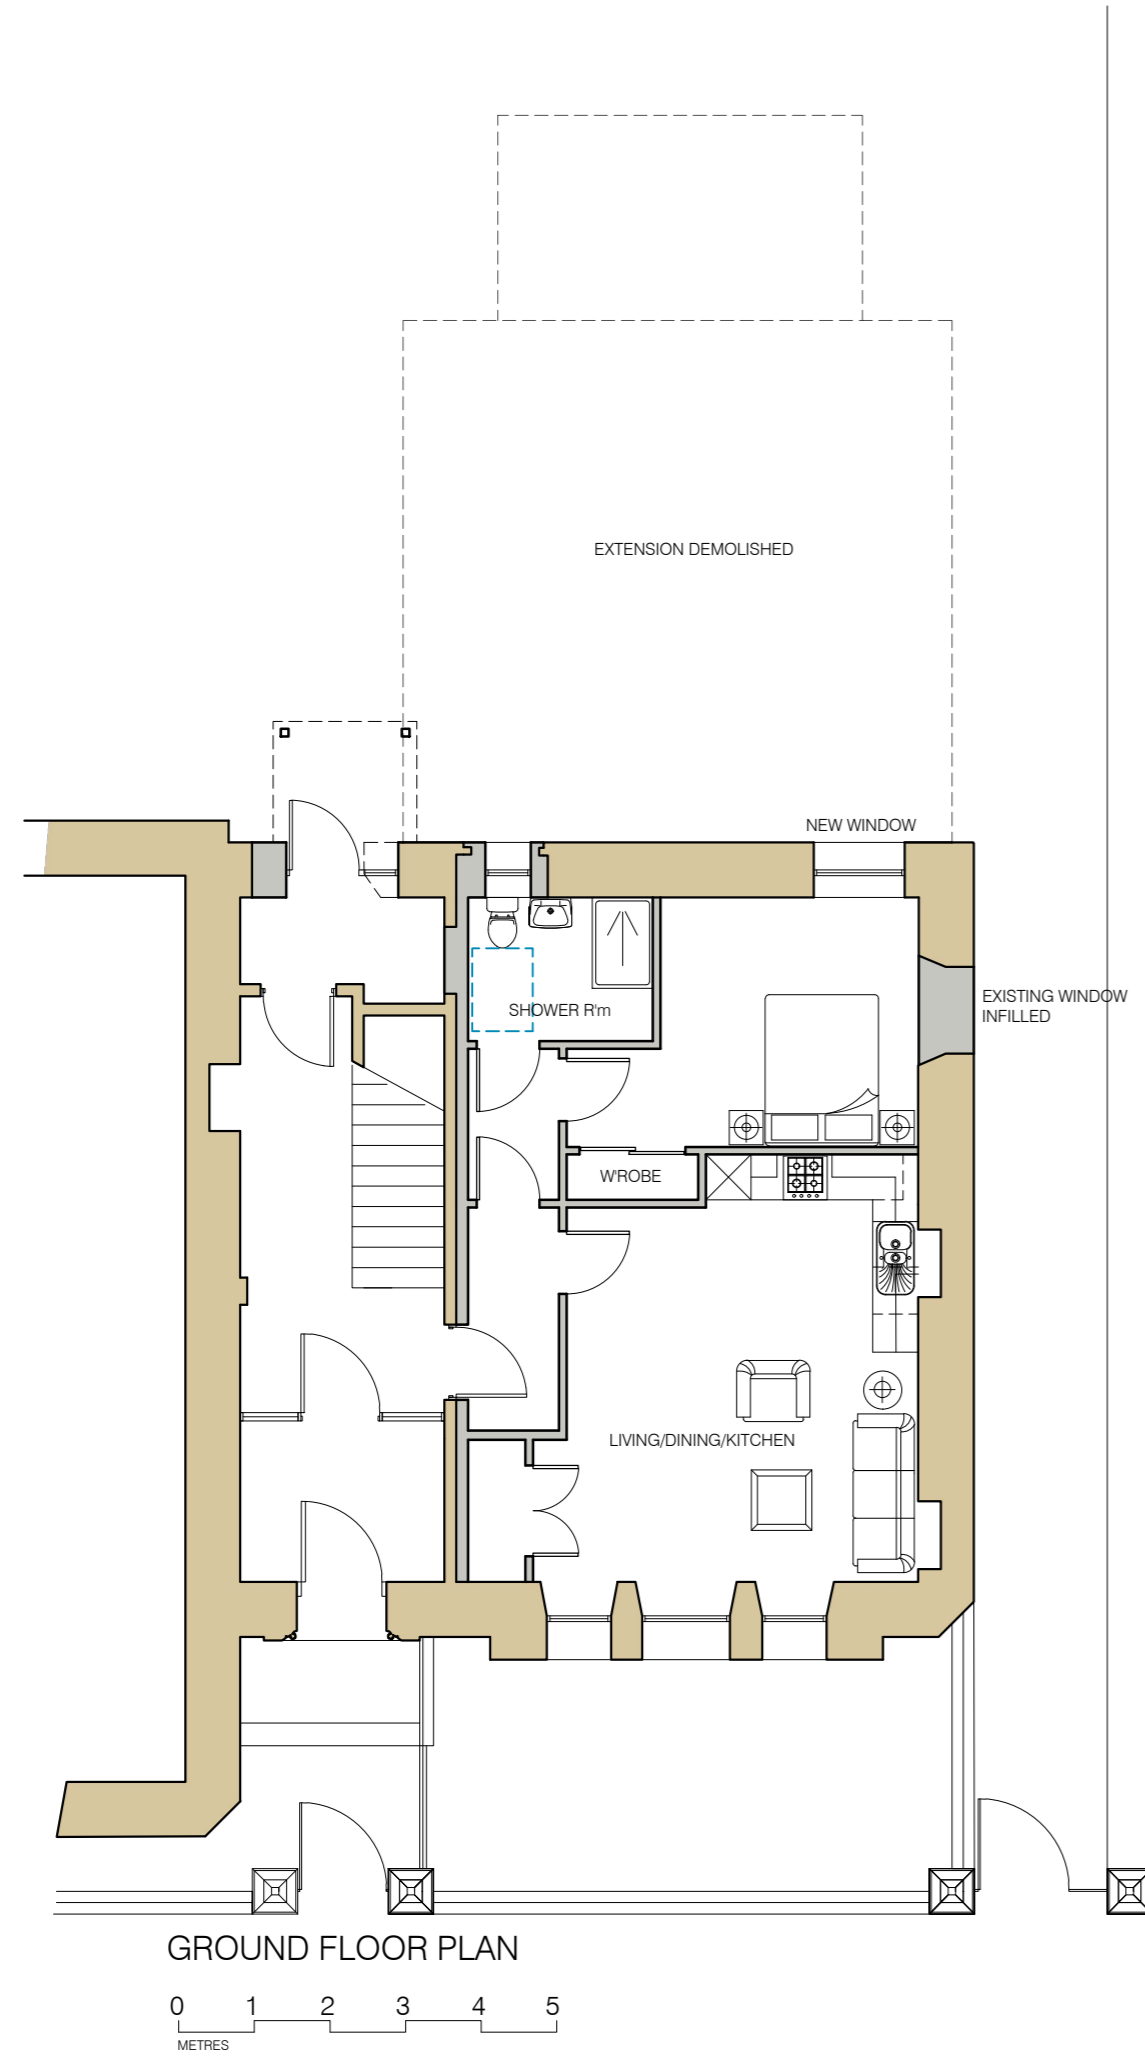 EXTENSION DEMOLISHED
NEW WINDOW
EXISTING WINDOW
INFILLED
SHOWER R'm
W'ROBE
LIVING/DINING/KITCHEN
GROUND FLOOR PLAN
0 1 2 3 4 5
METRES